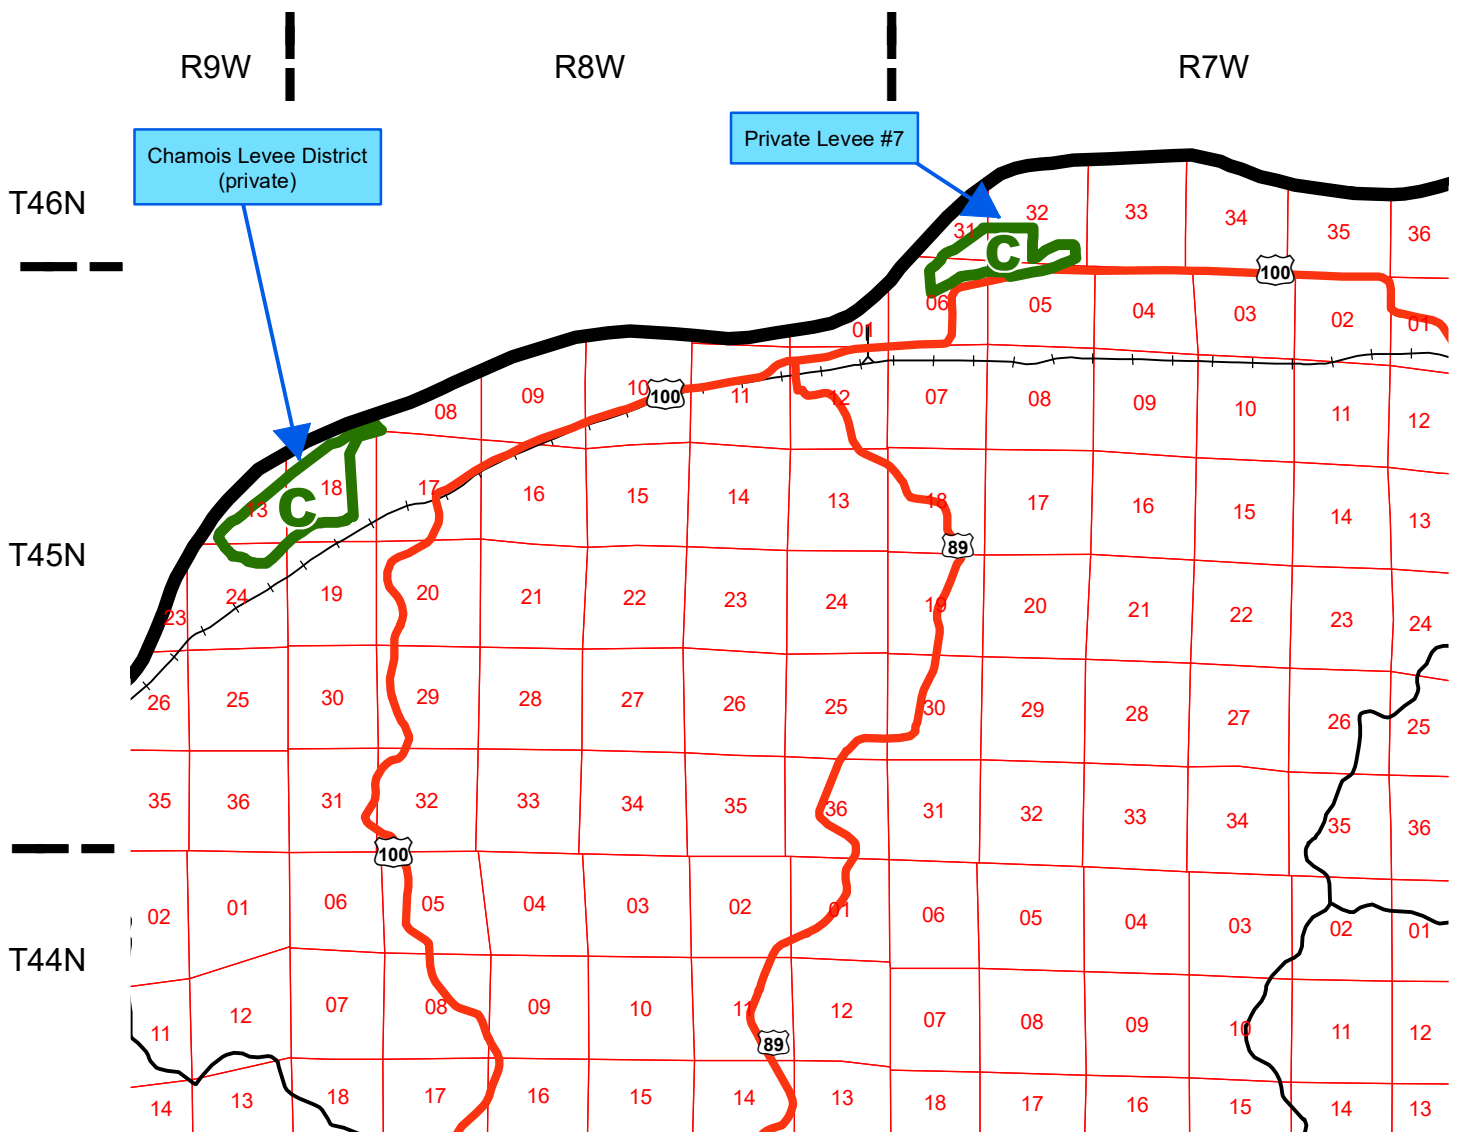 R9W R8W R7W
Private Levee #7
Chamois Levee District
(private)
T46N
31 32 33 34 35 36
C
100
06 05 04 03 02 01
01
T45N
08 09 10 100 11 12 07 08 09 10 11 12
13 18 17 16 15 14 13 18 17 16 15 14 13
C
89
23 24 19 20 21 22 23 24 19 20 21 22 23 24
26 25 30 29 28 27 26 25 30 29 28 27 26 25
35 36 31 32 33 34 35 36 31 32 33 34 35 36
100
T44N
02 01 06 05 04 03 02 01 06 05 04 03 02 01
11 12 07 08 09 10 11 12 07 08 09 10 11 12
89
14 13 18 17 16 15 14 13 18 17 16 15 14 13